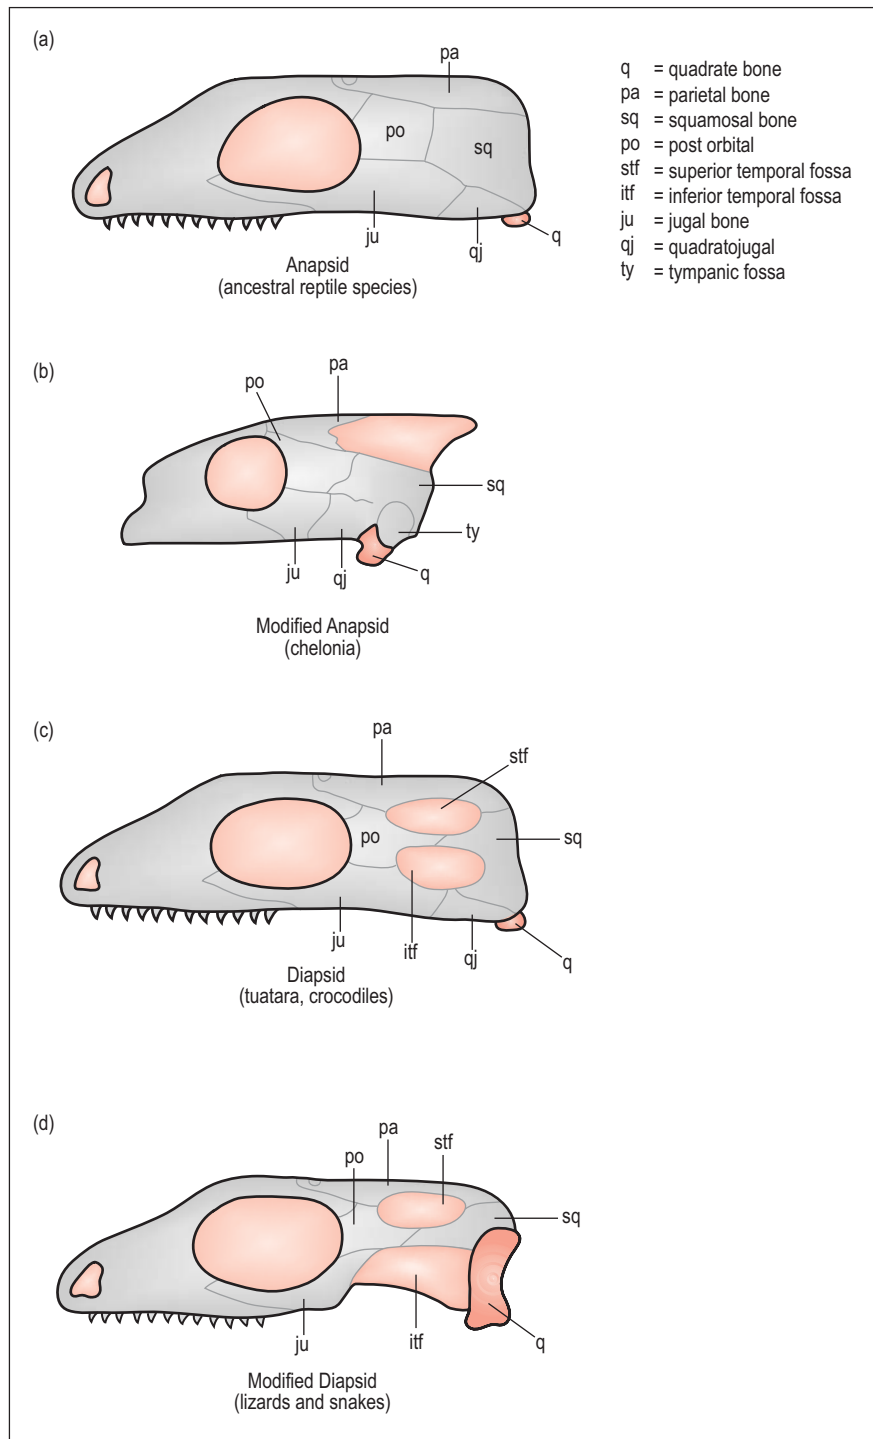 (a)
pa
po
sq
ju
qj
q
Anapsid
(ancestral reptile species)
q = quadrate bone
pa = parietal bone
sq = squamosal bone
po = post orbital
stf = superior temporal fossa
itf = inferior temporal fossa
ju = jugal bone
qj = quadratojugal
ty = tympanic fossa
(b)
po
pa
sq
ty
ju
qj
q
Modified Anapsid
(chelonia)
(c)
pa
stf
po
sq
ju
itf
qj
q
Diapsid
(tuatara, crocodiles)
(d)
po
pa
stf
sq
ju
itf
q
Modified Diapsid
(lizards and snakes)